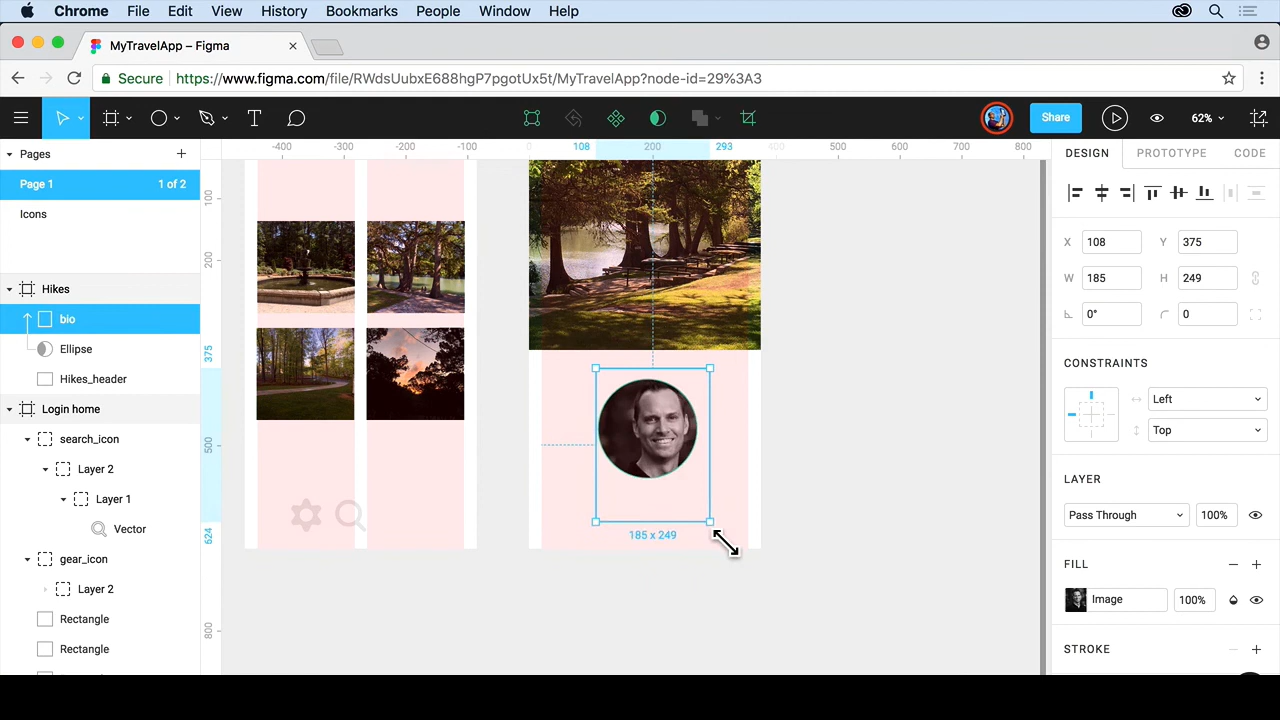 Chrome File Edit View History Bookmarks People Window Help
MyTravelApp – Figma
Secure https://www.figma.com/file/RWdsUubxE688hgP7pgotUx5t/MyTravelApp?node-id=29%3A3
Share 62%
Pages
Page 1 1 of 2
Icons
Hikes
bio
Ellipse
Hikes_header
Login home
search_icon
Layer 2
Layer 1
Vector
gear_icon
Layer 2
Rectangle
Rectangle
-400 -300 -200 -100 0 108 200 293 400 500 600 700 800
100
200
375
500
624
800
185 x 249
DESIGN PROTOTYPE CODE
X 108 Y 375
W 185 H 249
0° 0
CONSTRAINTS
Left
Top
LAYER
Pass Through 100%
FILL
Image 100%
STROKE